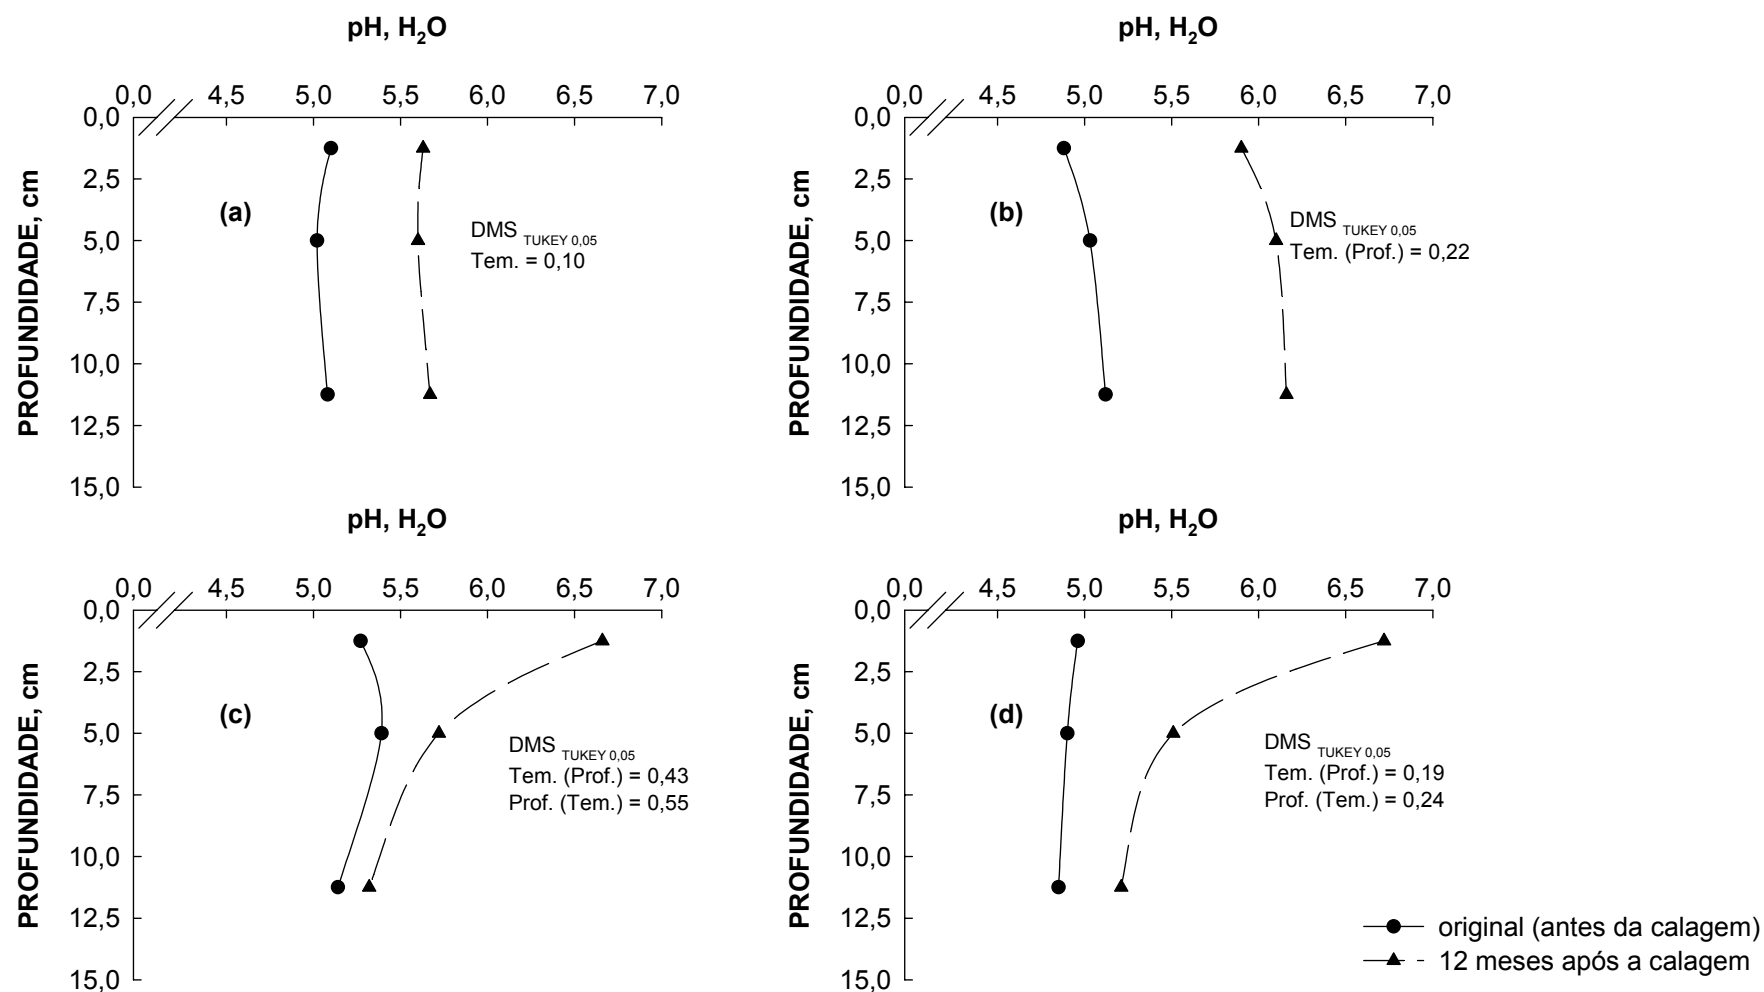 pH, H₂O
0,0 4,5 5,0 5,5 6,0 6,5 7,0
PROFUNDIDADE, cm
0,0
2,5
5,0
7,5
10,0
12,5
15,0
(a)
DMS TUKEY 0,05
Tem. = 0,10
pH, H₂O
0,0 4,5 5,0 5,5 6,0 6,5 7,0
PROFUNDIDADE, cm
0,0
2,5
5,0
7,5
10,0
12,5
15,0
(b)
DMS TUKEY 0,05
Tem. (Prof.) = 0,22
pH, H₂O
0,0 4,5 5,0 5,5 6,0 6,5 7,0
PROFUNDIDADE, cm
0,0
2,5
5,0
7,5
10,0
12,5
15,0
(c)
DMS TUKEY 0,05
Tem. (Prof.) = 0,43
Prof. (Tem.) = 0,55
pH, H₂O
0,0 4,5 5,0 5,5 6,0 6,5 7,0
PROFUNDIDADE, cm
0,0
2,5
5,0
7,5
10,0
12,5
15,0
(d)
DMS TUKEY 0,05
Tem. (Prof.) = 0,19
Prof. (Tem.) = 0,24
original (antes da calagem)
12 meses após a calagem